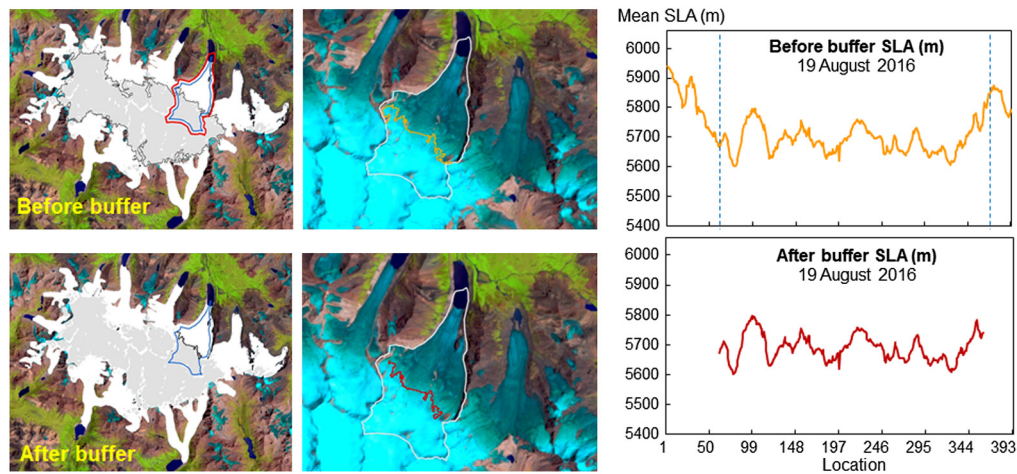 Before buffer
After buffer
Mean SLA (m)
Before buffer SLA (m)
19 August 2016
6000
5900
5800
5700
5600
5500
5400
After buffer SLA (m)
19 August 2016
6000
5900
5800
5700
5600
5500
5400
1 50 99 148 197 246 295 344 393
Location